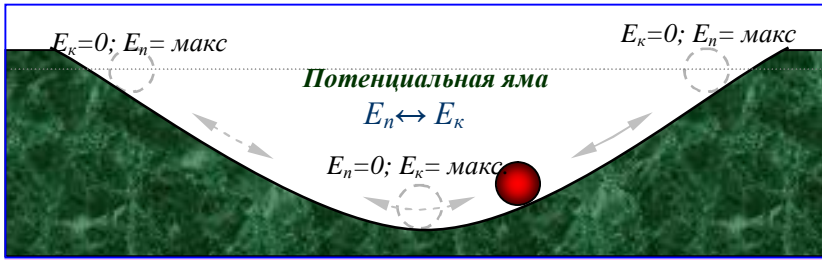 Eк=0; Eп= макс
Eк=0; Eп= макс
Потенциальная яма
Eп↔ Eк
Eп=0; Eк= макс.